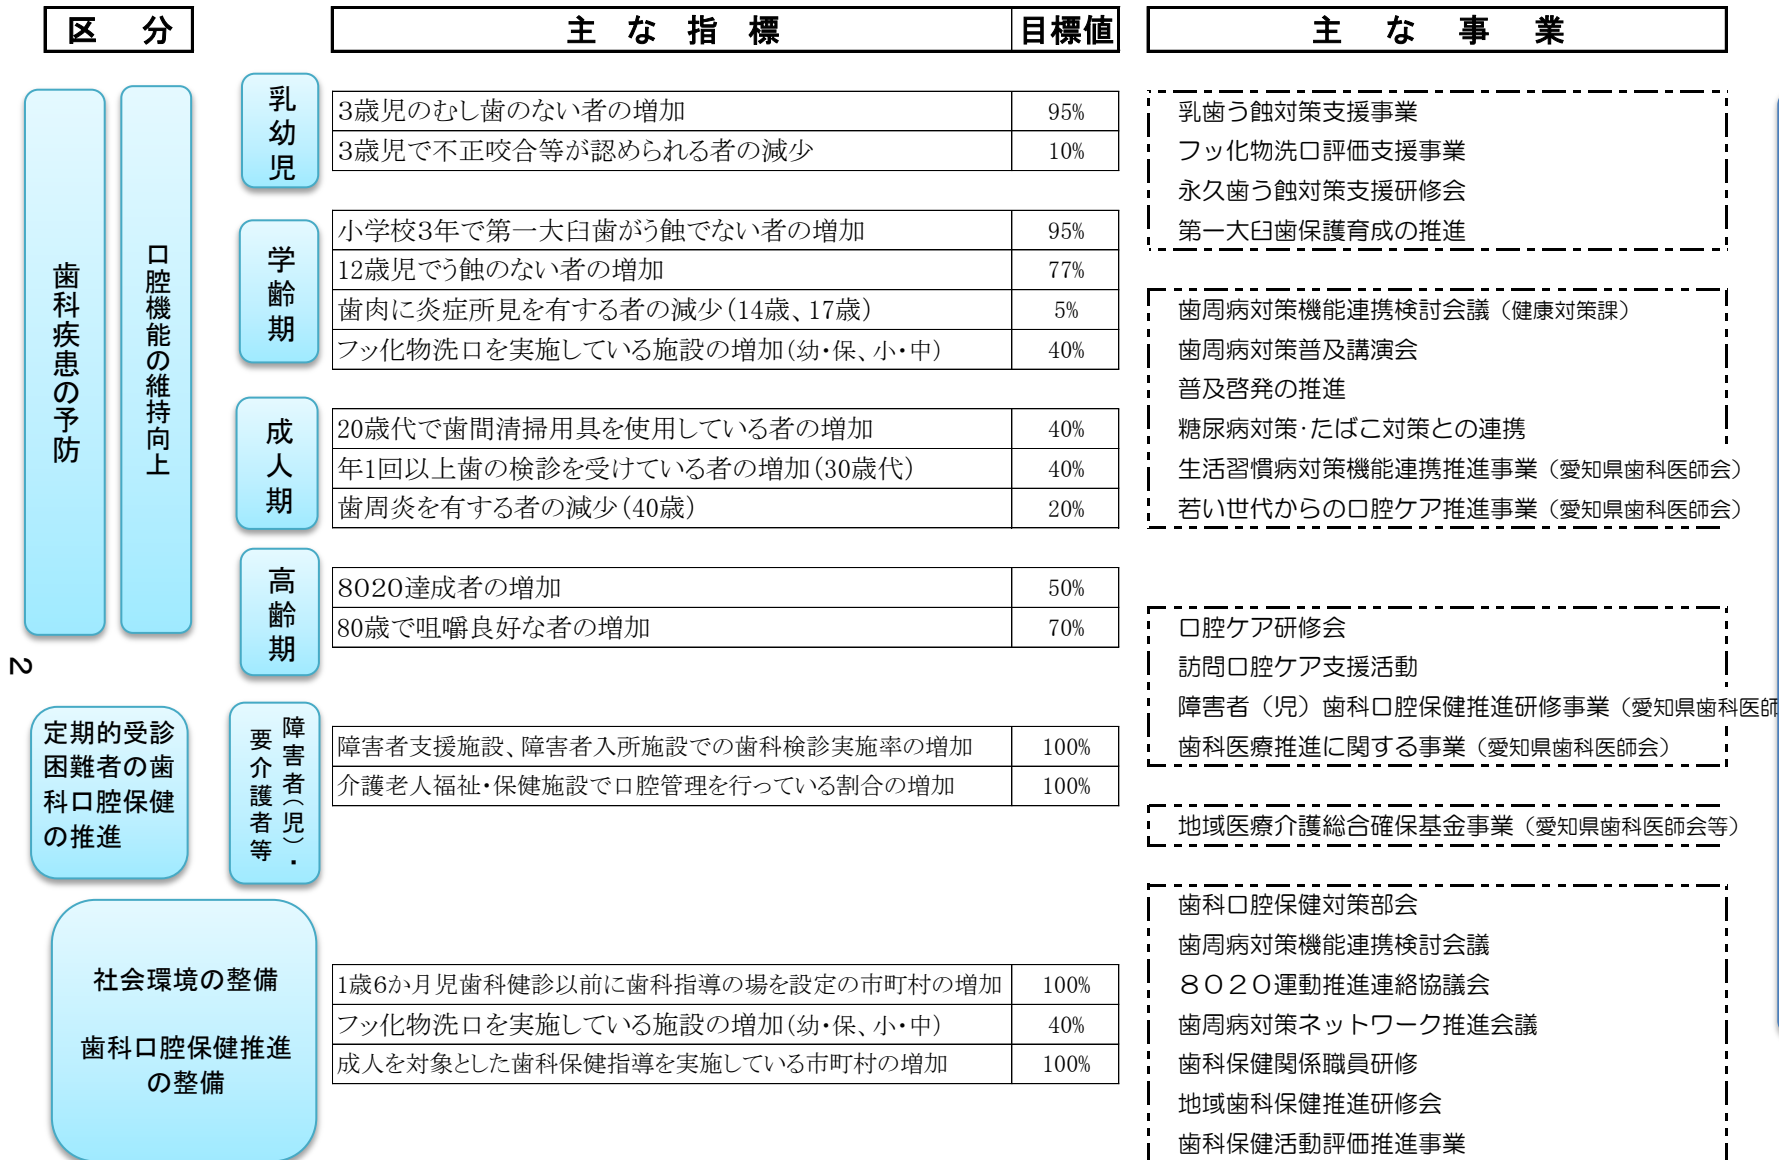 区　分
主　な　指　標
目標値
主　な　事　業
歯科疾患の予防
口腔機能の維持向上
乳幼児
3歳児のむし歯のない者の増加
95%
3歳児で不正咬合等が認められる者の減少
10%
学齢期
小学校3年で第一大臼歯がう蝕でない者の増加
95%
12歳児でう蝕のない者の増加
77%
歯肉に炎症所見を有する者の減少（14歳、17歳）
5%
フッ化物洗口を実施している施設の増加（幼・保、小・中）
40%
成人期
20歳代で歯間清掃用具を使用している者の増加
40%
年1回以上歯の検診を受けている者の増加（30歳代）
40%
歯周炎を有する者の減少（40歳）
20%
高齢期
8020達成者の増加
50%
80歳で咀嚼良好な者の増加
70%
2
定期的受診
困難者の歯
科口腔保健
の推進
障害者（児）・
要介護者等
障害者支援施設、障害者入所施設での歯科検診実施率の増加
100%
介護老人福祉・保健施設で口腔管理を行っている割合の増加
100%
社会環境の整備
歯科口腔保健推進
の整備
1歳6か月児歯科健診以前に歯科指導の場を設定の市町村の増加
100%
フッ化物洗口を実施している施設の増加（幼・保、小・中）
40%
成人を対象とした歯科保健指導を実施している市町村の増加
100%
乳歯う蝕対策支援事業
フッ化物洗口評価支援事業
永久歯う蝕対策支援研修会
第一大臼歯保護育成の推進
歯周病対策機能連携検討会議（健康対策課）
歯周病対策普及講演会
普及啓発の推進
糖尿病対策・たばこ対策との連携
生活習慣病対策機能連携推進事業（愛知県歯科医師会）
若い世代からの口腔ケア推進事業（愛知県歯科医師会）
口腔ケア研修会
訪問口腔ケア支援活動
障害者（児）歯科口腔保健推進研修事業（愛知県歯科医師
歯科医療推進に関する事業（愛知県歯科医師会）
地域医療介護総合確保基金事業（愛知県歯科医師会等）
歯科口腔保健対策部会
歯周病対策機能連携検討会議
８０２０運動推進連絡協議会
歯周病対策ネットワーク推進会議
歯科保健関係職員研修
地域歯科保健推進研修会
歯科保健活動評価推進事業